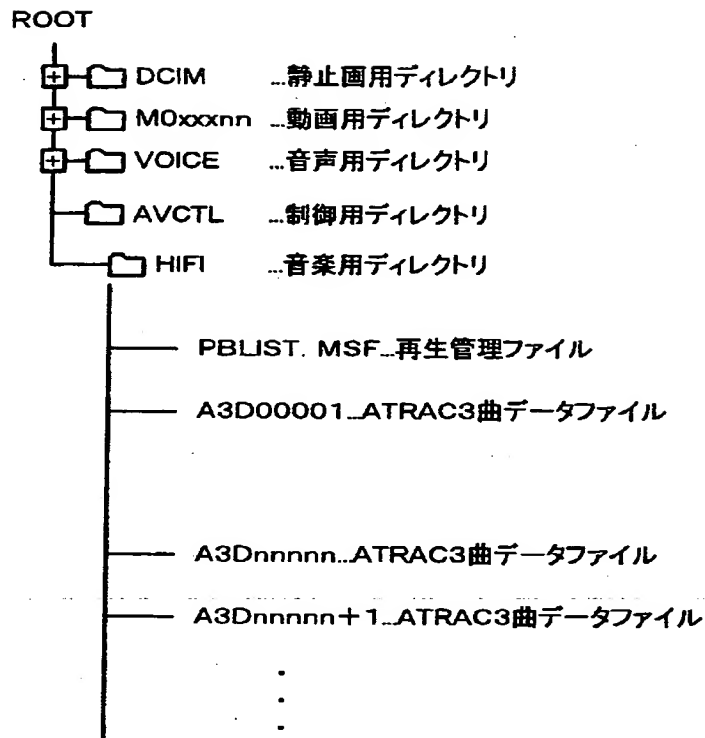 ROOT
DCIM ...静止画用ディレクトリ
M0xxxnn ...動画用ディレクトリ
VOICE ...音声用ディレクトリ
AVCTL ...制御用ディレクトリ
HIFI ...音楽用ディレクトリ
PBLIST. MSF...再生管理ファイル
A3D00001...ATRAC3曲データファイル
A3Dnnnnn...ATRAC3曲データファイル
A3Dnnnnn+1...ATRAC3曲データファイル